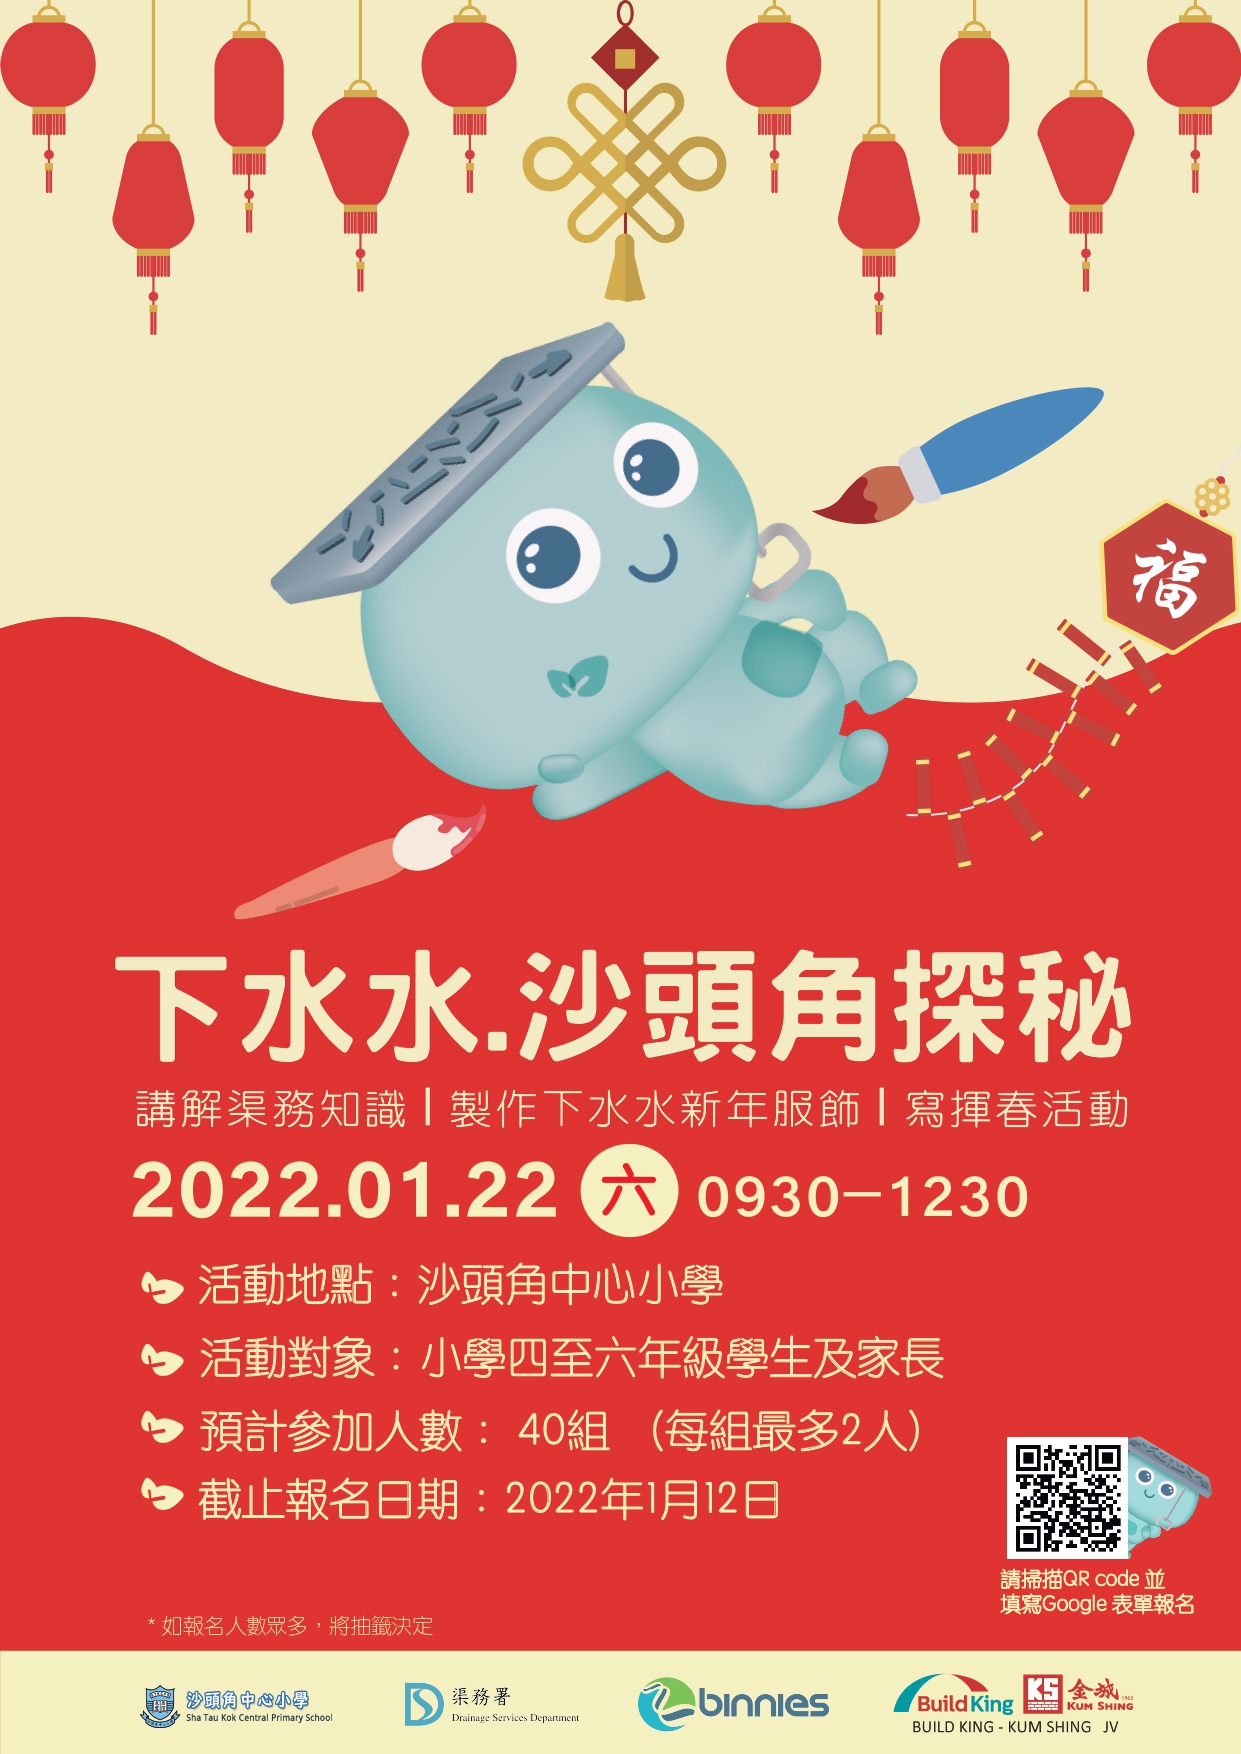 福
下水水.沙頭角探秘
講解渠務知識 | 製作下水水新年服飾 | 寫揮春活動
2022.01.22 六 0930－1230
活動地點：沙頭角中心小學
活動對象：小學四至六年級學生及家長
預計參加人數： 40組 （每組最多2人）
截止報名日期：2022年1月12日
請掃描QR code 並
填寫Google 表單報名
* 如報名人數眾多，將抽籤決定
沙頭角中心小學
Sha Tau Kok Central Primary School
渠務署
Drainage Services Department
binnies
Build King
KS 金城
KUM SHING
BUILD KING - KUM SHING JV